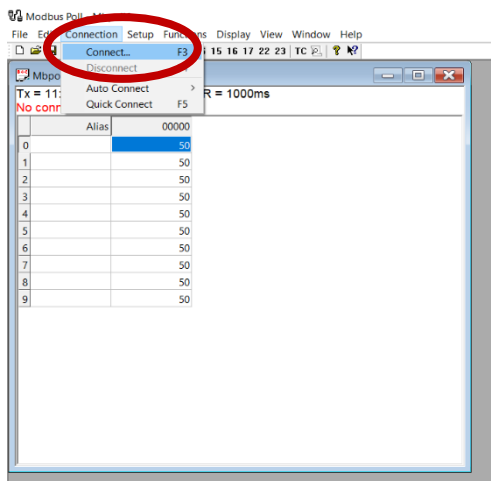 Modbus Poll
File Edit Connection Setup Functions Display View Window Help
15 16 17 22 23 TC
Connect... F3
Disconnect
Auto Connect >
Quick Connect F5
Tx = 11: R = 1000ms
No conn
Alias 00000
0 50
1 50
2 50
3 50
4 50
5 50
6 50
7 50
8 50
9 50